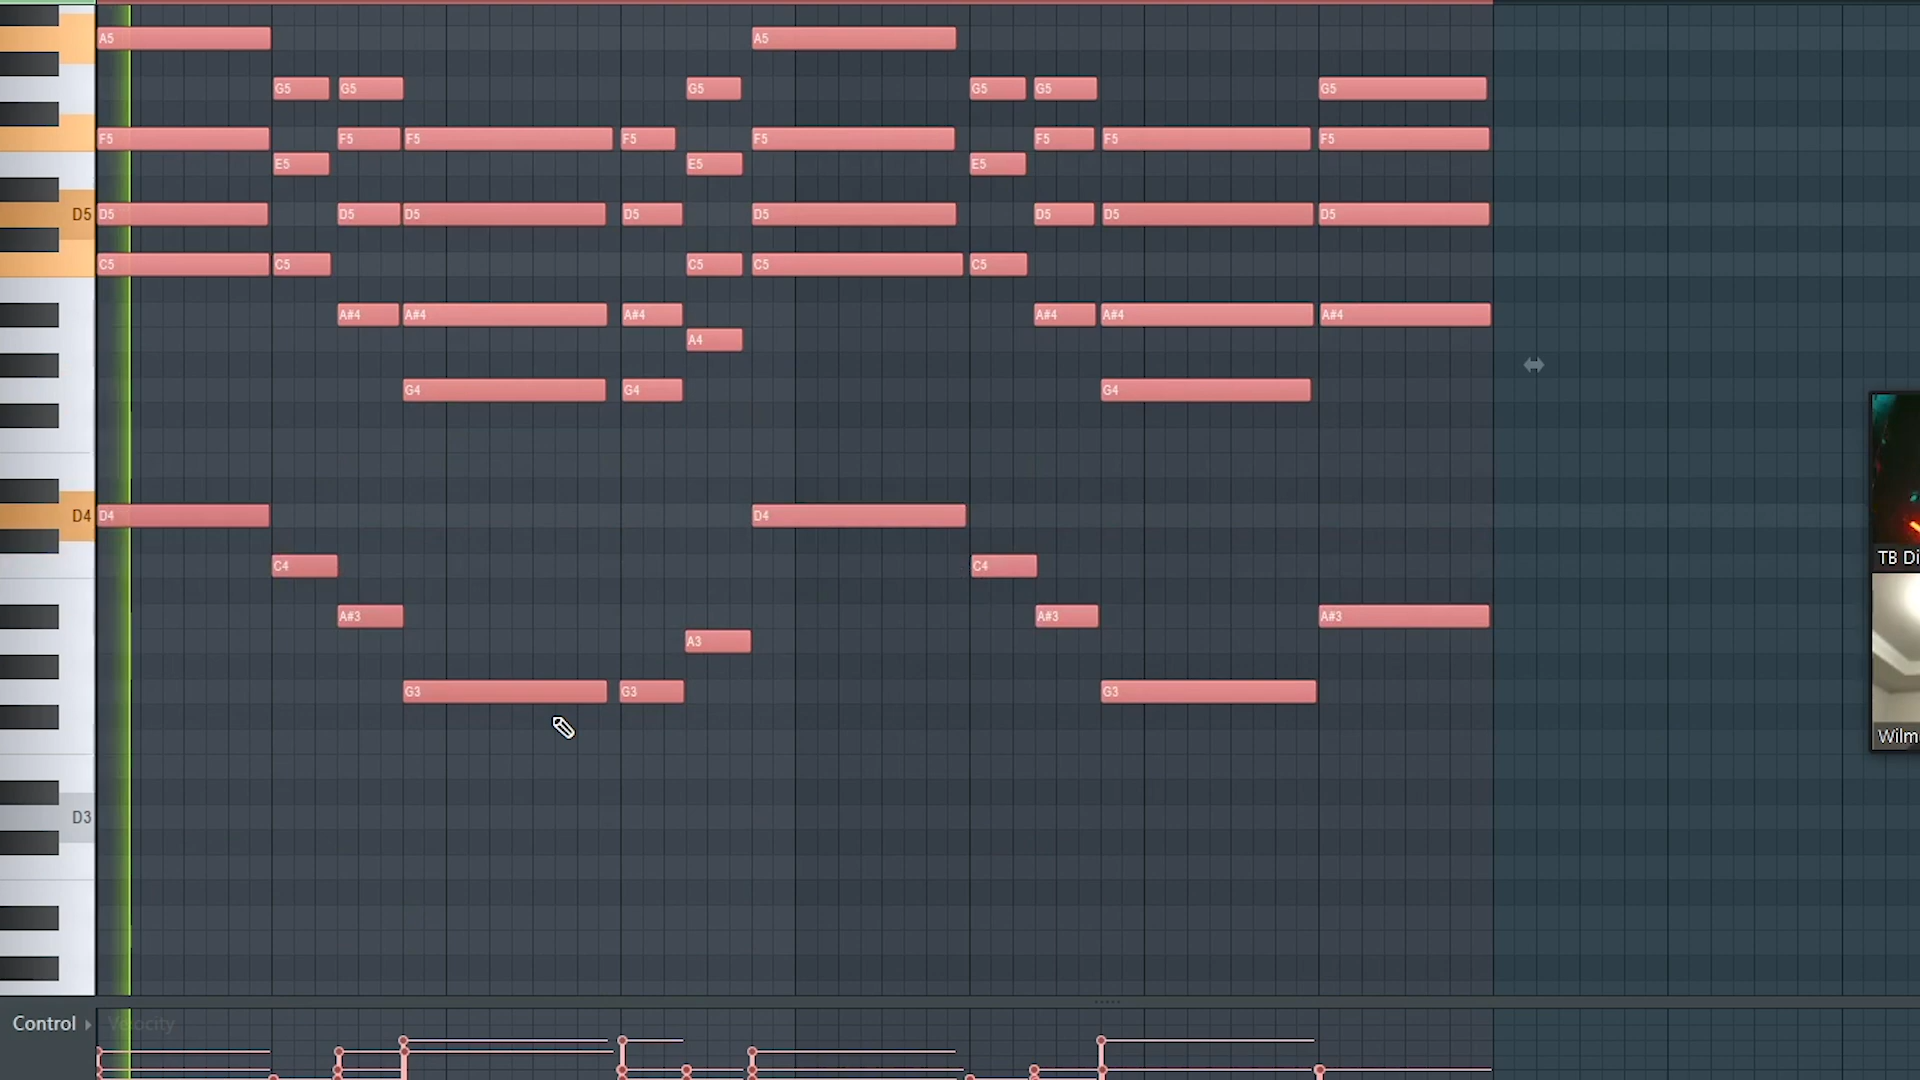 A5 A5
G5 G5 G5 G5 G5 G5
F5 F5 F5 F5 F5 F5 F5 F5
E5 E5 E5
D5 D5 D5 D5 D5 D5 D5 D5 D5
C5 C5 C5 C5 C5
A#4 A#4 A#4 A#4 A#4 A#4
A4
G4 G4 G4
D4 D4 D4
C4 C4
A#3 A#3 A#3
A3
G3 G3 G3
D3
TB Di
Wilm
Control Velocity